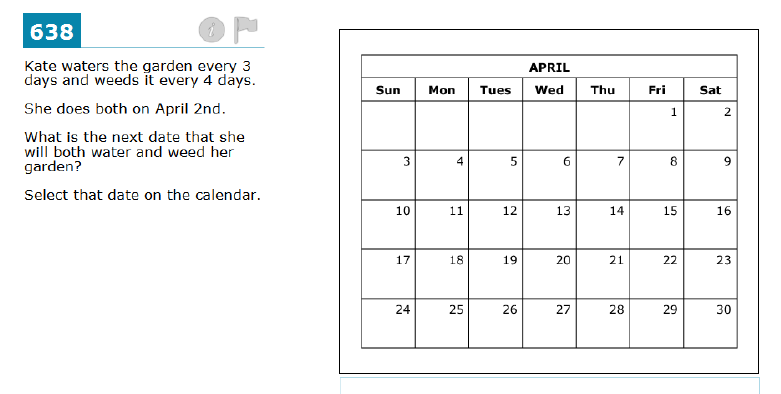 638
i
Kate waters the garden every 3
days and weeds it every 4 days.
She does both on April 2nd.
What is the next date that she
will both water and weed her
garden?
Select that date on the calendar.
APRIL
Sun Mon Tues Wed Thu Fri Sat
1 2
3 4 5 6 7 8 9
10 11 12 13 14 15 16
17 18 19 20 21 22 23
24 25 26 27 28 29 30